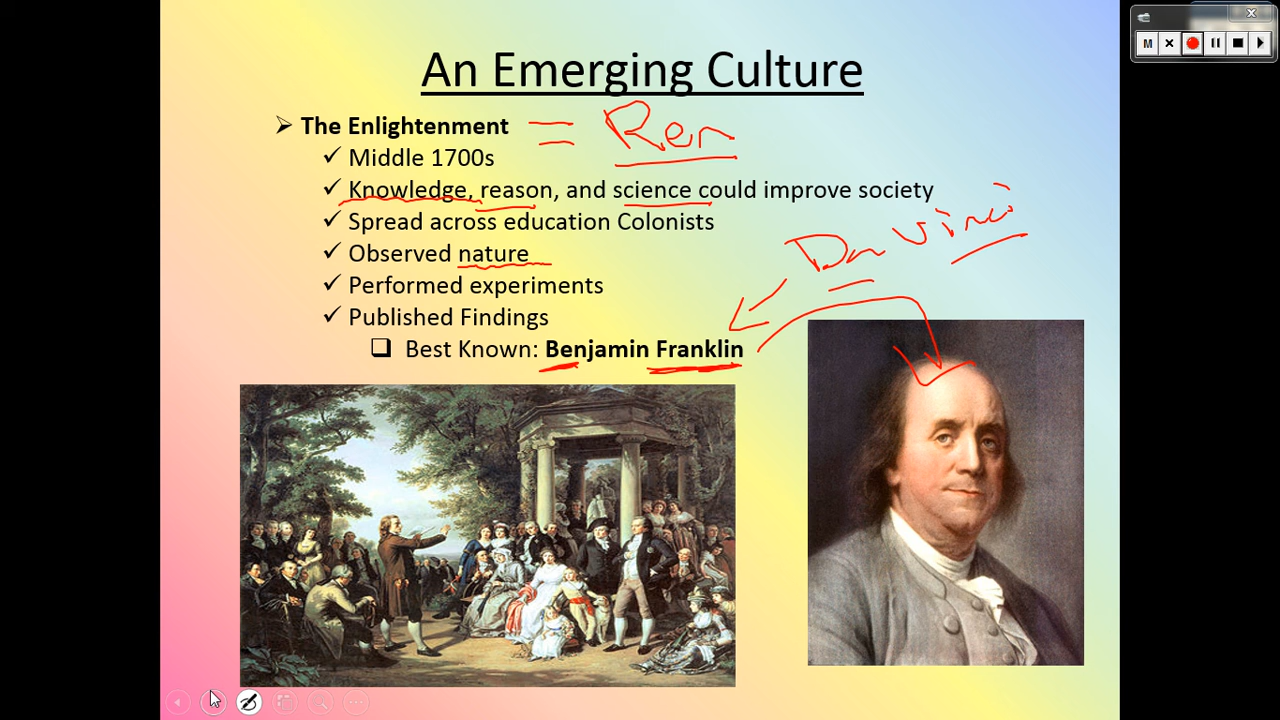 An Emerging Culture
➢ The Enlightenment = Ren
✓ Middle 1700s
✓ Knowledge, reason, and science could improve society
✓ Spread across education Colonists
Da Vinci
✓ Observed nature
✓ Performed experiments
✓ Published Findings
❑ Best Known: Benjamin Franklin
M